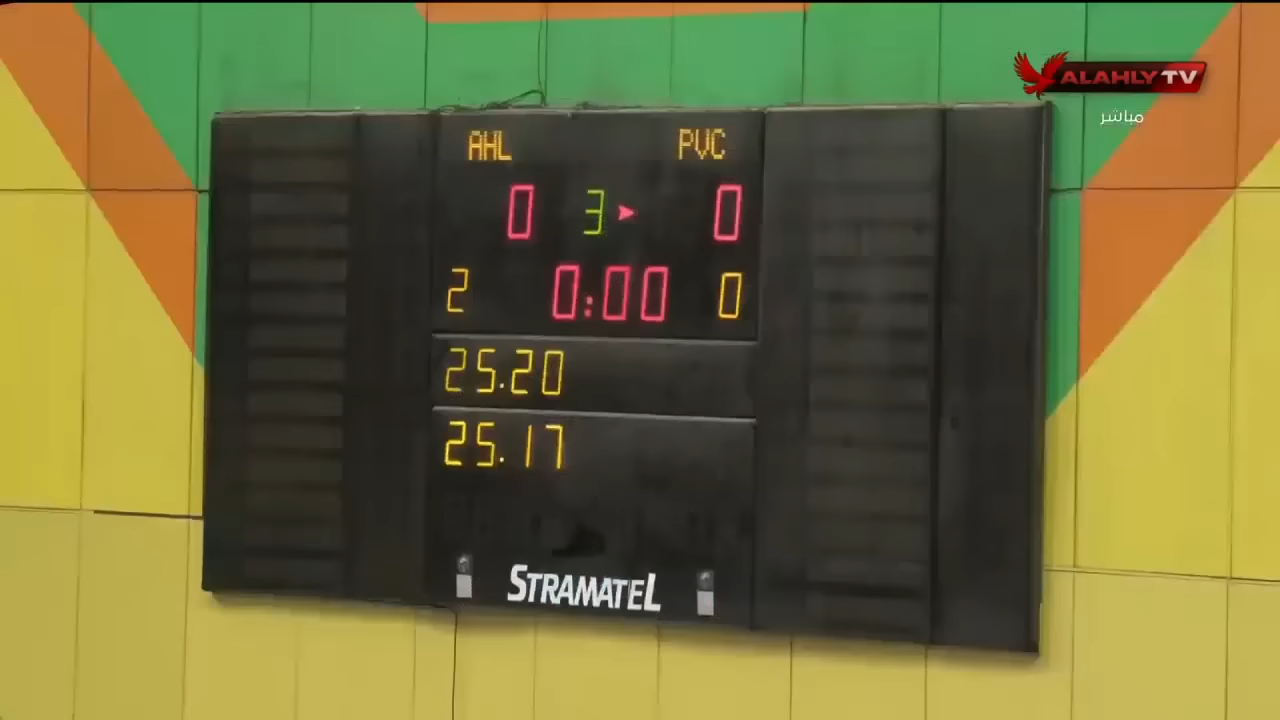 ALAHLY TV
مباشر
AHL PVC
0 3 0
2 0:00 0
25.20
25.17
STRAMATEL